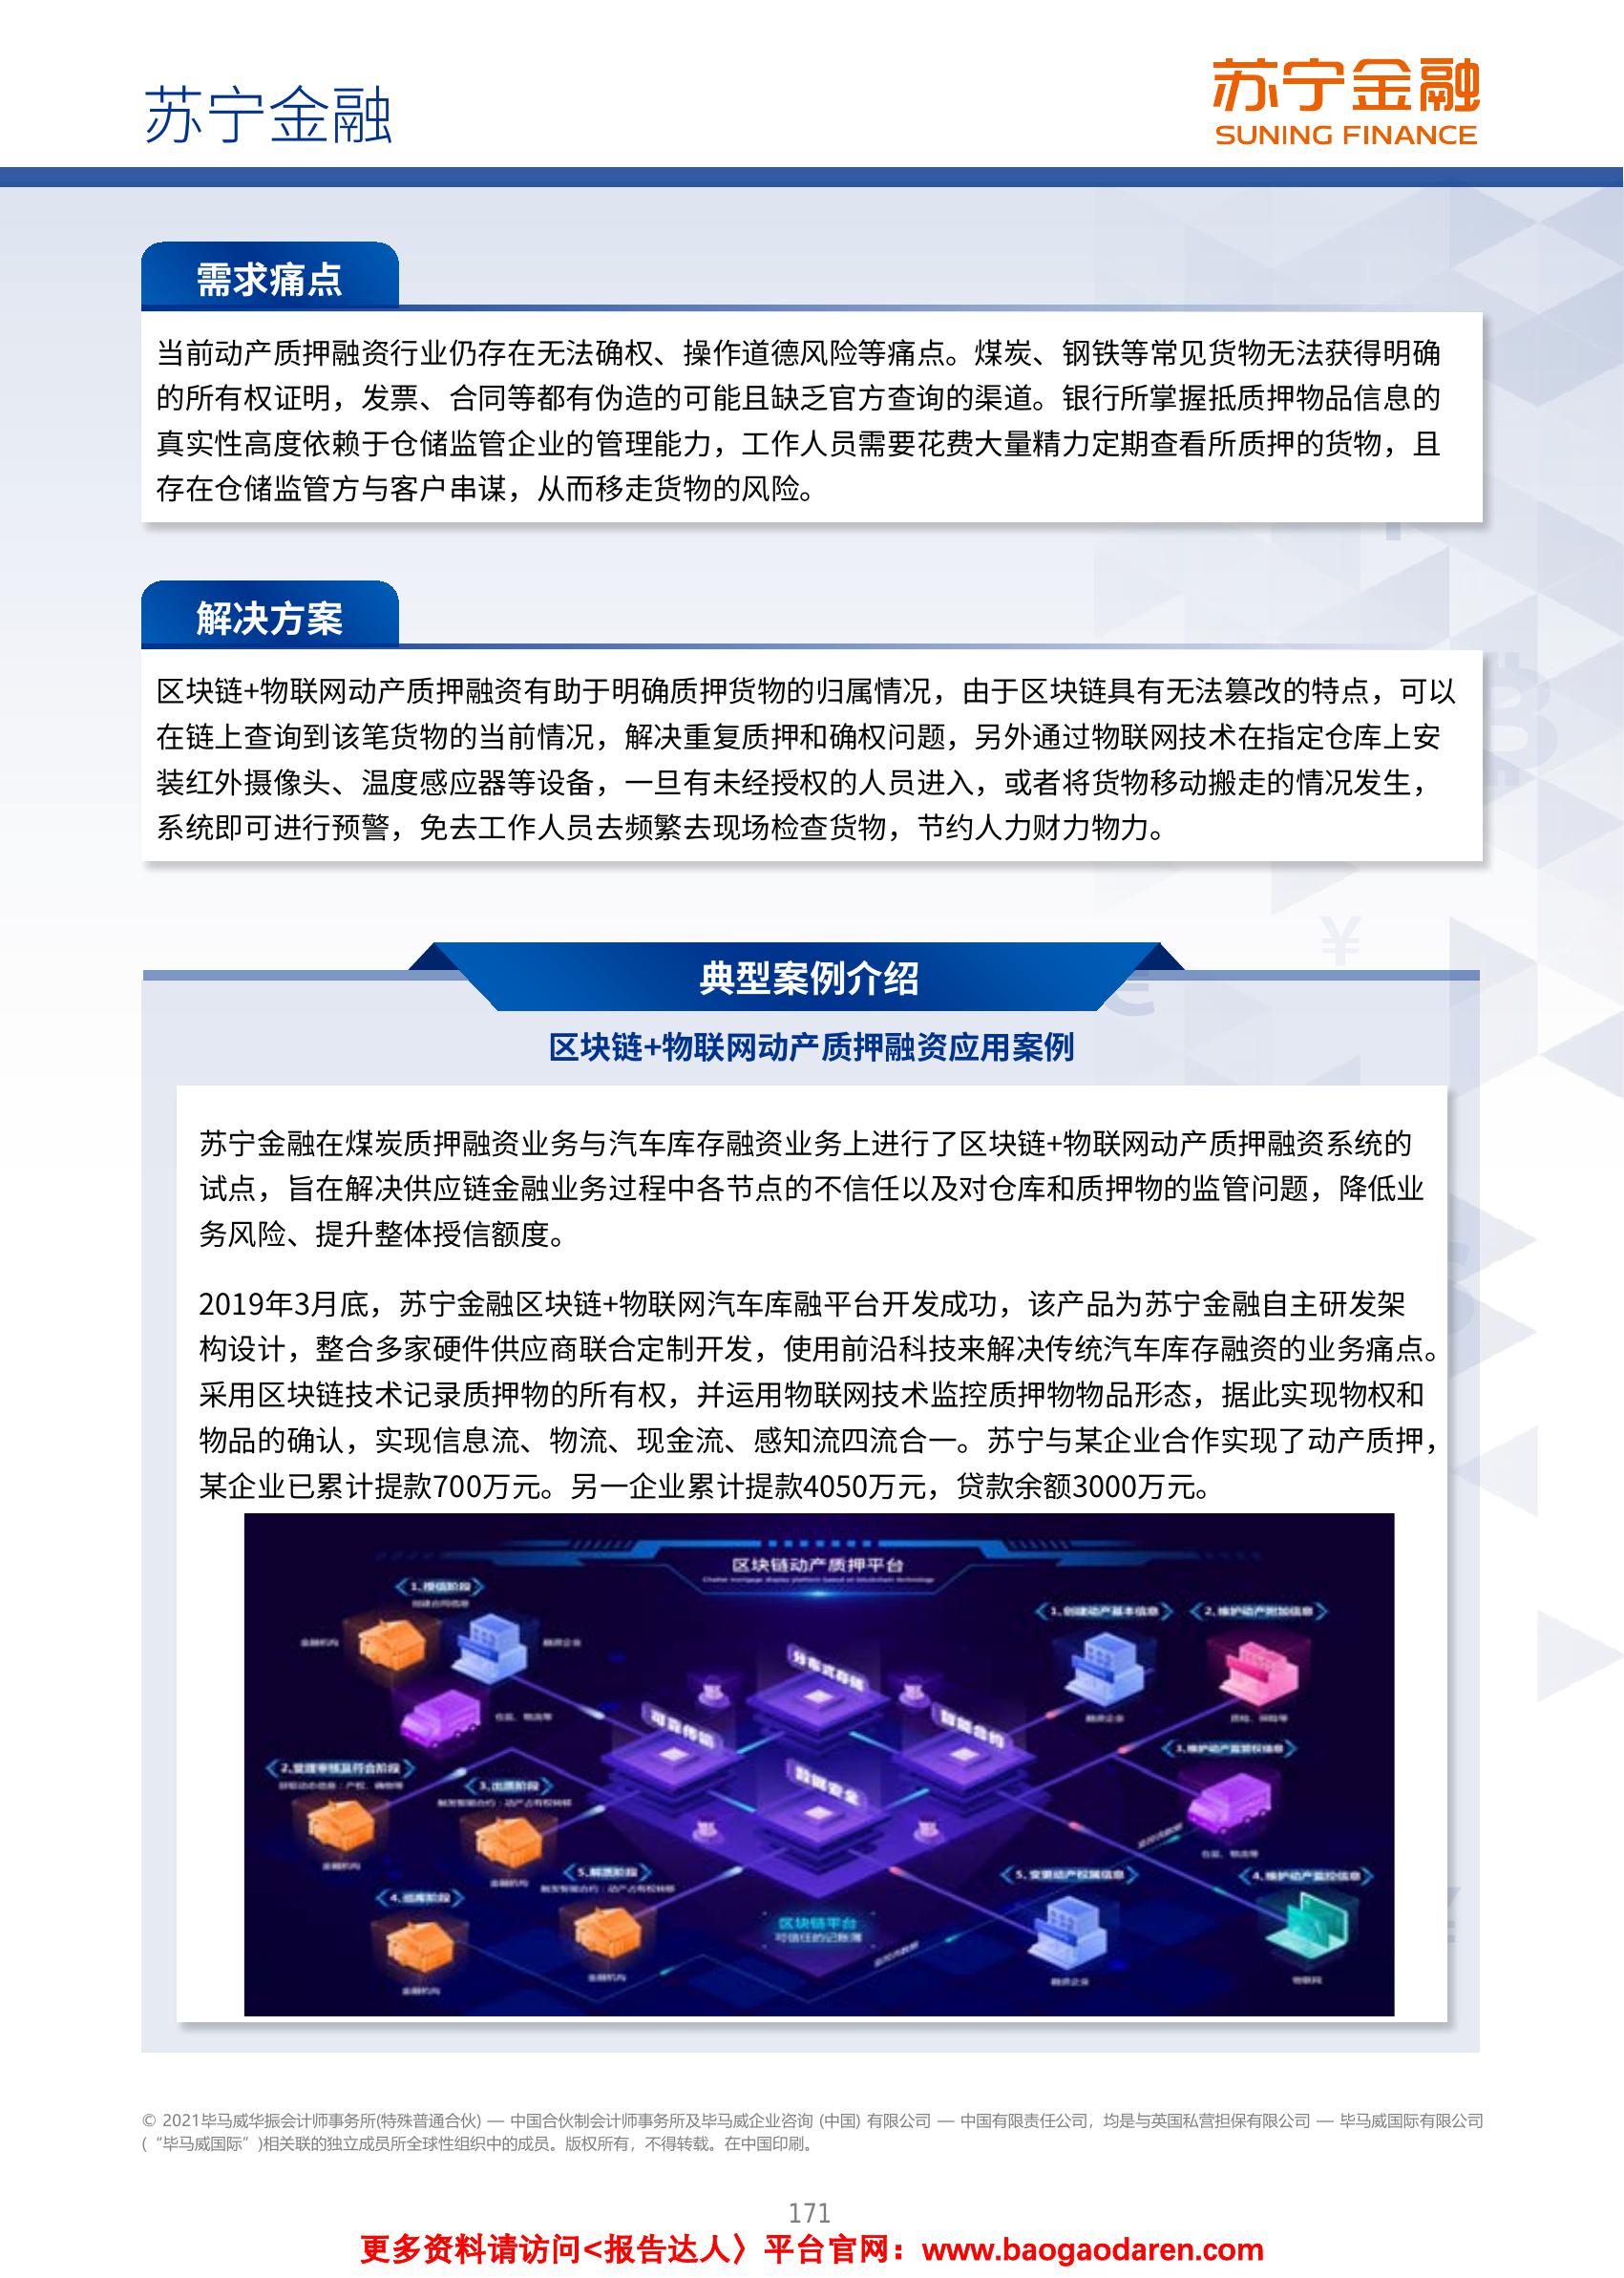 苏宁金融
苏宁金融
SUNING FINANCE
需求痛点
当前动产质押融资行业仍存在无法确权、操作道德风险等痛点。煤炭、钢铁等常见货物无法获得明确
的所有权证明，发票、合同等都有伪造的可能且缺乏官方查询的渠道。银行所掌握抵质押物品信息的
真实性高度依赖于仓储监管企业的管理能力，工作人员需要花费大量精力定期查看所质押的货物，且
存在仓储监管方与客户串谋，从而移走货物的风险。
解决方案
区块链+物联网动产质押融资有助于明确质押货物的归属情况，由于区块链具有无法篡改的特点，可以
在链上查询到该笔货物的当前情况，解决重复质押和确权问题，另外通过物联网技术在指定仓库上安
装红外摄像头、温度感应器等设备，一旦有未经授权的人员进入，或者将货物移动搬走的情况发生，
系统即可进行预警，免去工作人员去频繁去现场检查货物，节约人力财力物力。
典型案例介绍
区块链+物联网动产质押融资应用案例
苏宁金融在煤炭质押融资业务与汽车库存融资业务上进行了区块链+物联网动产质押融资系统的
试点，旨在解决供应链金融业务过程中各节点的不信任以及对仓库和质押物的监管问题，降低业
务风险、提升整体授信额度。
2019年3月底，苏宁金融区块链+物联网汽车库融平台开发成功，该产品为苏宁金融自主研发架
构设计，整合多家硬件供应商联合定制开发，使用前沿科技来解决传统汽车库存融资的业务痛点。
采用区块链技术记录质押物的所有权，并运用物联网技术监控质押物物品形态，据此实现物权和
物品的确认，实现信息流、物流、现金流、感知流四流合一。苏宁与某企业合作实现了动产质押，
某企业已累计提款700万元。另一企业累计提款4050万元，贷款余额3000万元。
区块链动产质押平台
1.授信阶段
金融机构
融资企业
1.创建动产基本信息
2.维护动产附加信息
分布式存储
可靠传输
智能合约
数据安全
融资企业
3.维护动产监管权信息
3.出质阶段
金融机构
金融机构
5.解质阶段
5.变更动产权属信息
4.维护动产监控信息
区块链平台
可信任的记账簿
金融机构
金融机构
融资企业
物联网
© 2021毕马威华振会计师事务所(特殊普通合伙) — 中国合伙制会计师事务所及毕马威企业咨询 (中国) 有限公司 — 中国有限责任公司，均是与英国私营担保有限公司 — 毕马威国际有限公司
(“毕马威国际”)相关联的独立成员所全球性组织中的成员。版权所有，不得转载。在中国印刷。
171
更多资料请访问<报告达人〉平台官网：www.baogaodaren.com